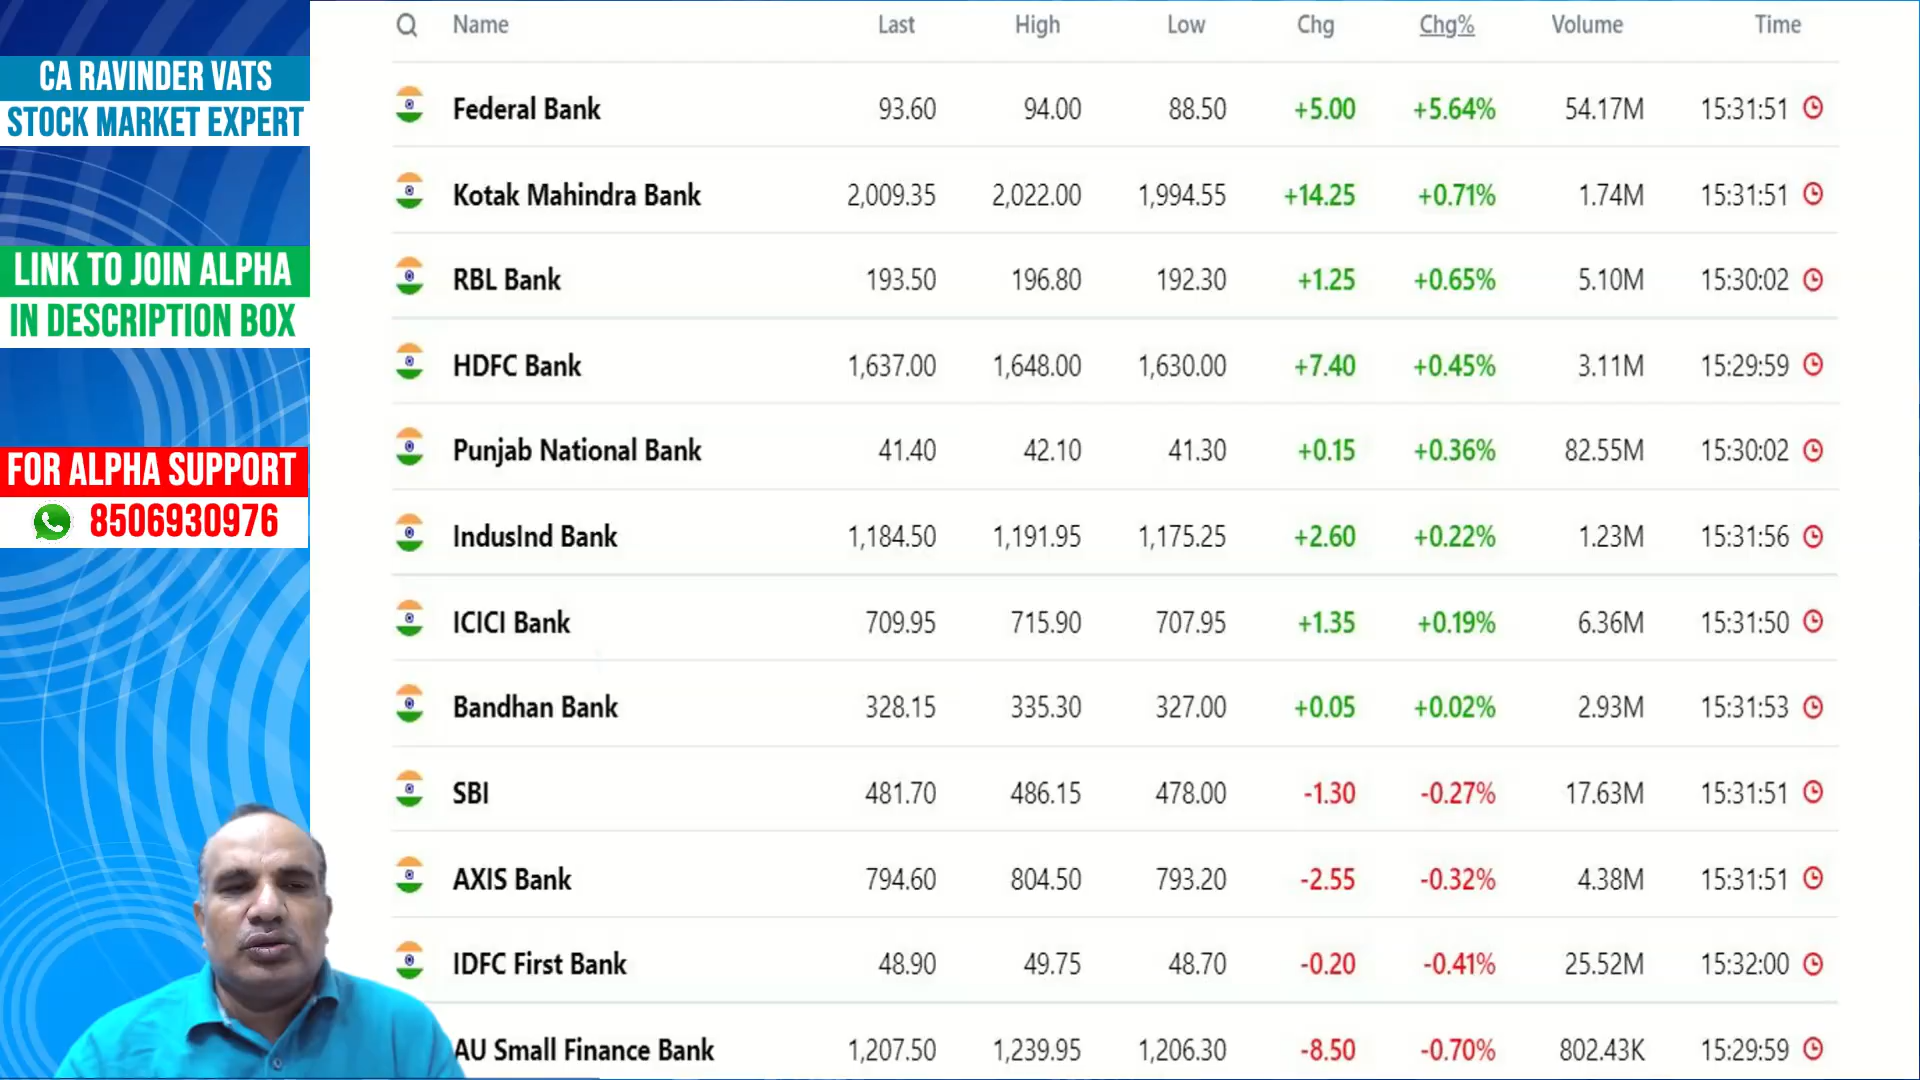 CA RAVINDER VATS
STOCK MARKET EXPERT
LINK TO JOIN ALPHA
IN DESCRIPTION BOX
FOR ALPHA SUPPORT
8506930976
Name Last High Low Chg Chg% Volume Time
Federal Bank 93.60 94.00 88.50 +5.00 +5.64% 54.17M 15:31:51
Kotak Mahindra Bank 2,009.35 2,022.00 1,994.55 +14.25 +0.71% 1.74M 15:31:51
RBL Bank 193.50 196.80 192.30 +1.25 +0.65% 5.10M 15:30:02
HDFC Bank 1,637.00 1,648.00 1,630.00 +7.40 +0.45% 3.11M 15:29:59
Punjab National Bank 41.40 42.10 41.30 +0.15 +0.36% 82.55M 15:30:02
IndusInd Bank 1,184.50 1,191.95 1,175.25 +2.60 +0.22% 1.23M 15:31:56
ICICI Bank 709.95 715.90 707.95 +1.35 +0.19% 6.36M 15:31:50
Bandhan Bank 328.15 335.30 327.00 +0.05 +0.02% 2.93M 15:31:53
SBI 481.70 486.15 478.00 -1.30 -0.27% 17.63M 15:31:51
AXIS Bank 794.60 804.50 793.20 -2.55 -0.32% 4.38M 15:31:51
IDFC First Bank 48.90 49.75 48.70 -0.20 -0.41% 25.52M 15:32:00
AU Small Finance Bank 1,207.50 1,239.95 1,206.30 -8.50 -0.70% 802.43K 15:29:59